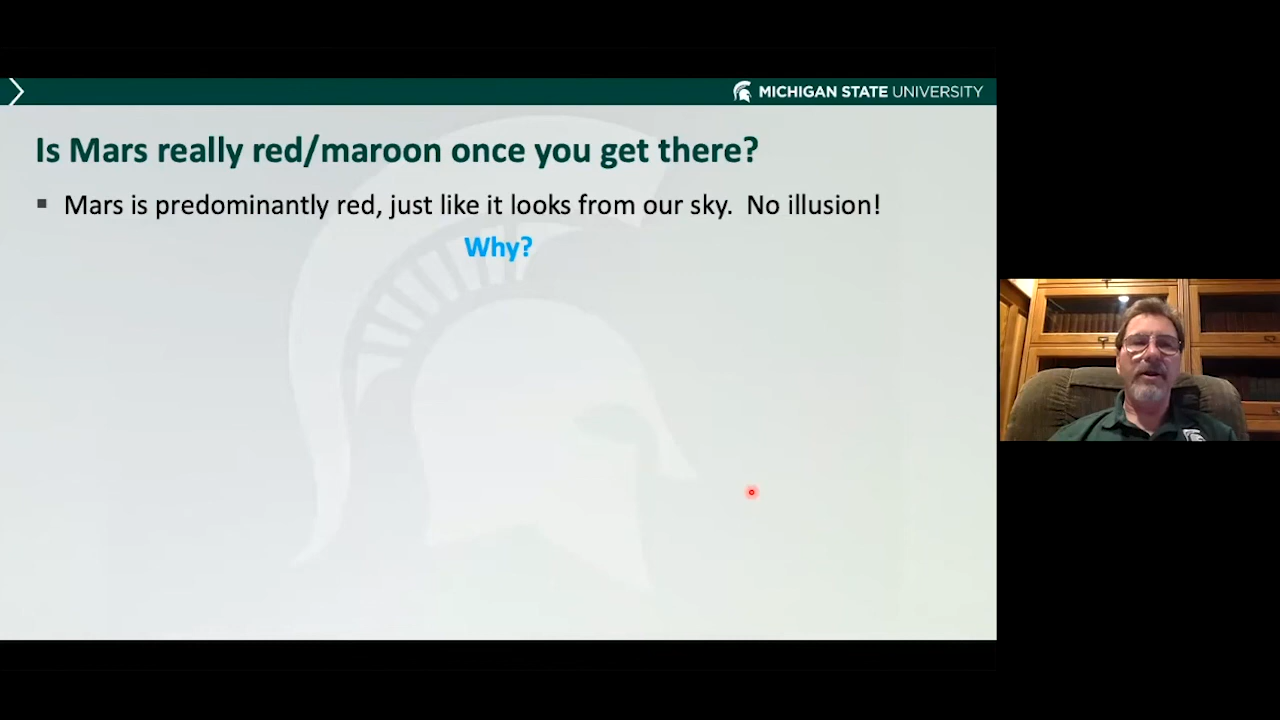 MICHIGAN STATE UNIVERSITY
Is Mars really red/maroon once you get there?
▪ Mars is predominantly red, just like it looks from our sky.  No illusion!
Why?